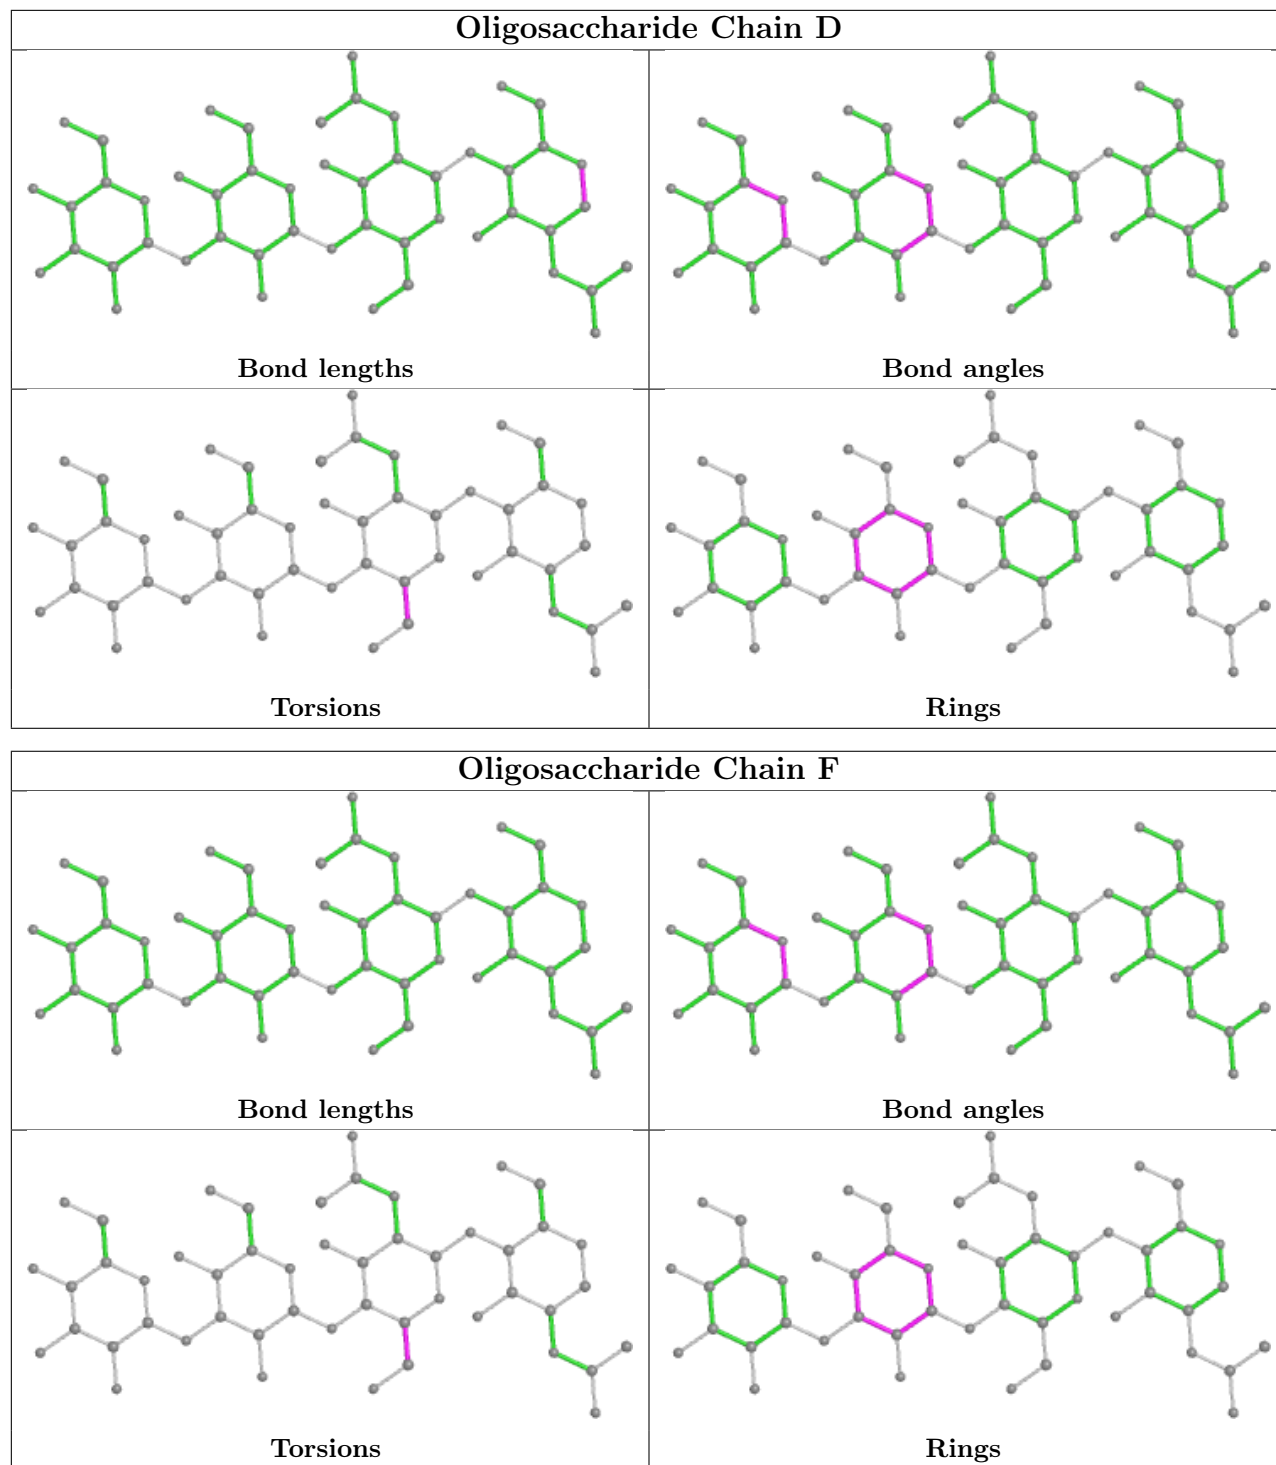 Oligosaccharide Chain D
Bond lengths
Bond angles
Torsions
Rings
Oligosaccharide Chain F
Bond lengths
Bond angles
Torsions
Rings